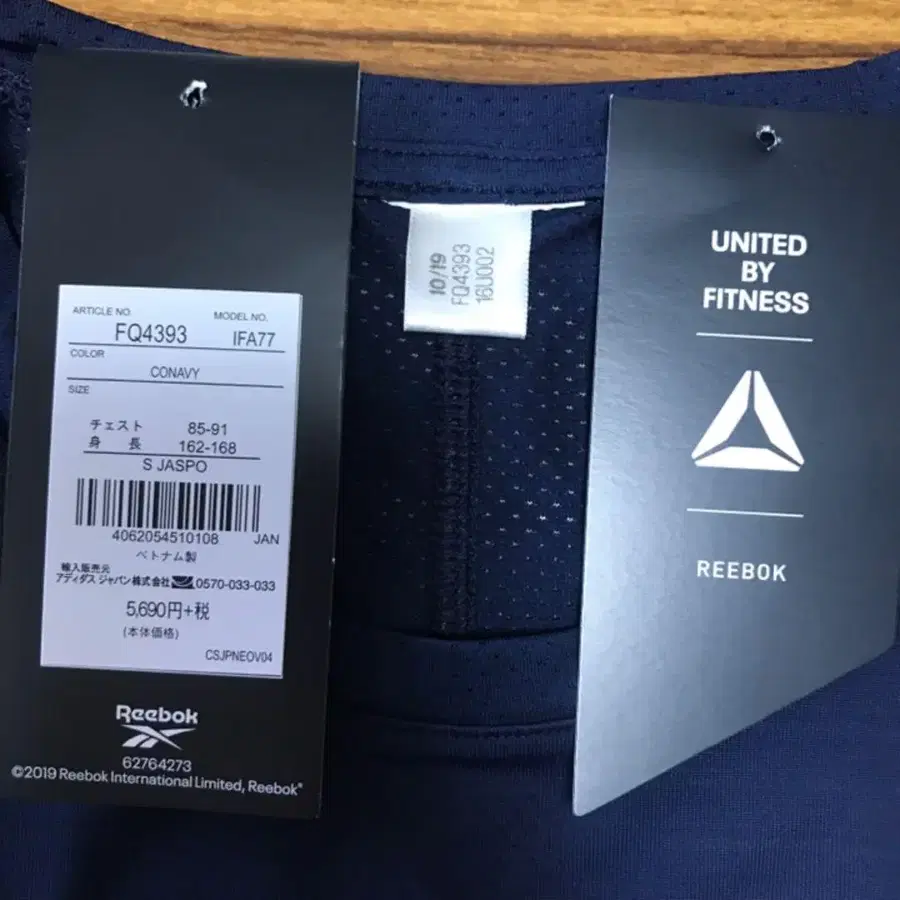 ARTICLE NO.
MODEL NO.
FQ4393
IFA77
COLOR
CONAVY
SIZE
チェスト 85-91
身 長 162-168
S JASPO
4062054510108 JAN
ベトナム製
輸入販売元
アディダス ジャパン株式会社 0570-033-033
5,690円+税
(本体価格)
CSJPNEOV04
Reebok
62764273
©2019 Reebok International Limited, Reebok®
10/19
FQ4393
16U002
UNITED
BY
FITNESS
REEBOK